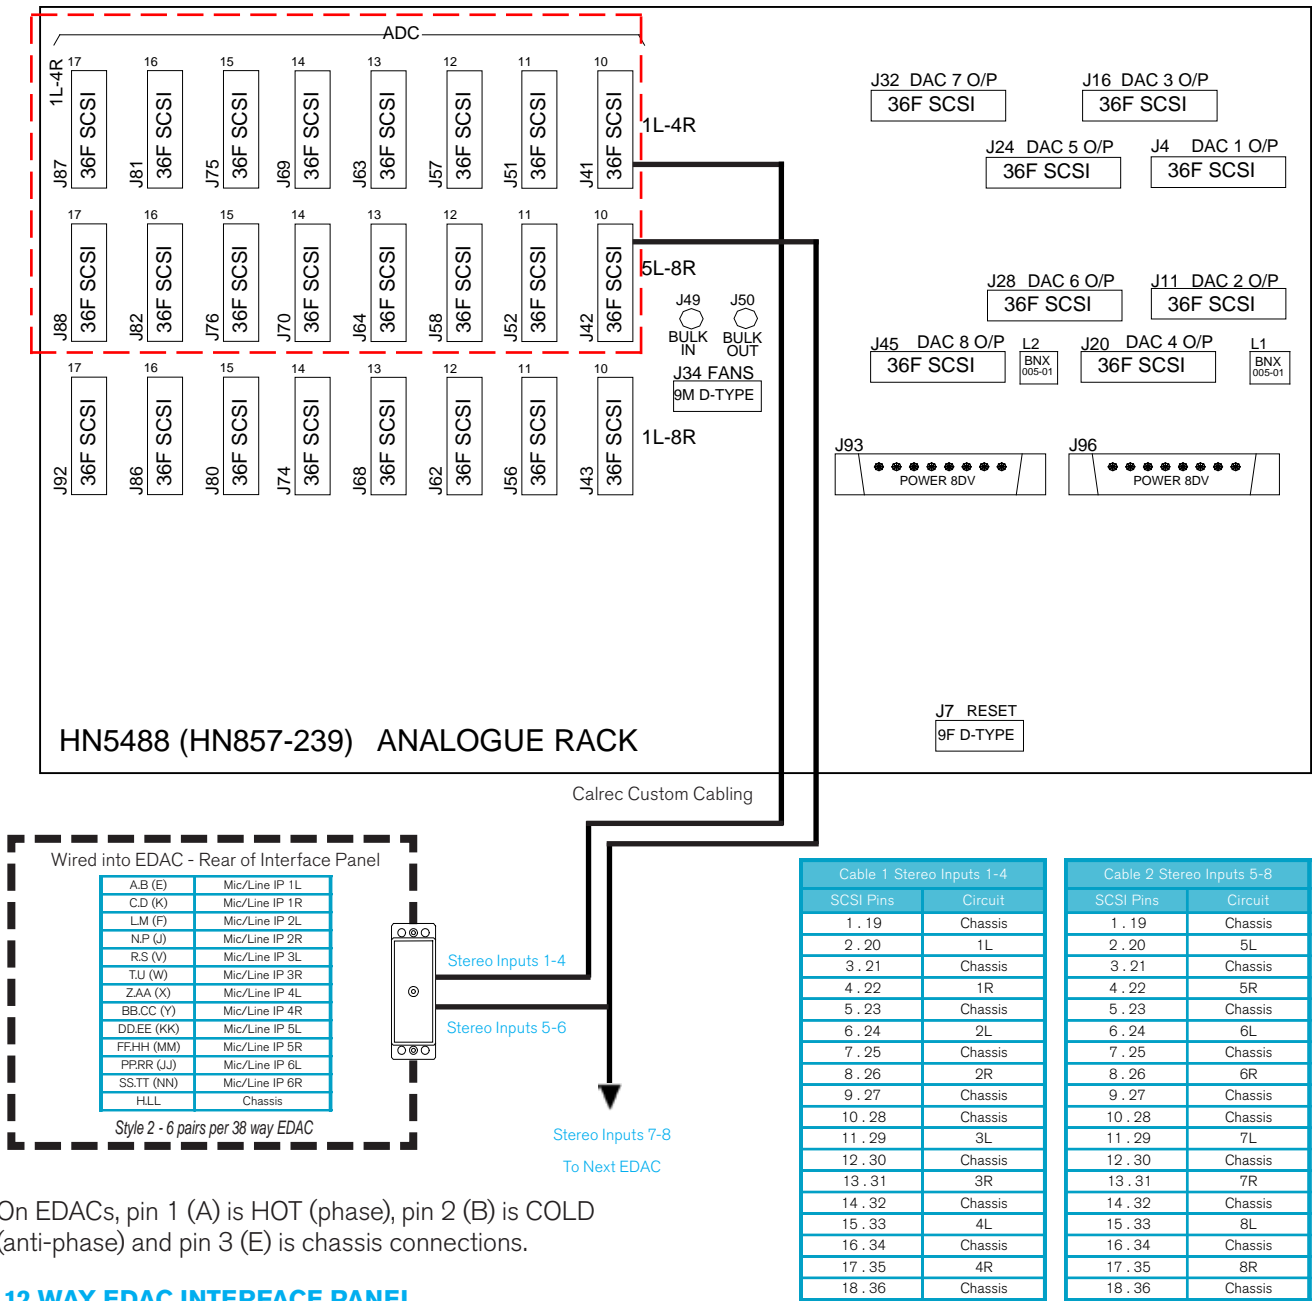 ADC
17 16 15 14 13 12 11 10
1L-4R
J87 36F SCSI J81 36F SCSI J75 36F SCSI J69 36F SCSI J63 36F SCSI J57 36F SCSI J51 36F SCSI J41 36F SCSI
1L-4R
17 16 15 14 13 12 11 10
J88 36F SCSI J82 36F SCSI J76 36F SCSI J70 36F SCSI J64 36F SCSI J58 36F SCSI J52 36F SCSI J42 36F SCSI
5L-8R
17 16 15 14 13 12 11 10
J92 36F SCSI J86 36F SCSI J80 36F SCSI J74 36F SCSI J68 36F SCSI J62 36F SCSI J56 36F SCSI J43 36F SCSI
1L-8R
J49 J50
BULK IN
BULK OUT
J34 FANS
9M D-TYPE
J32 DAC 7 O/P
36F SCSI
J16 DAC 3 O/P
36F SCSI
J24 DAC 5 O/P
36F SCSI
J4 DAC 1 O/P
36F SCSI
J28 DAC 6 O/P
36F SCSI
J11 DAC 2 O/P
36F SCSI
J45 DAC 8 O/P
36F SCSI
L2
BNX
005-01
J20 DAC 4 O/P
36F SCSI
L1
BNX
005-01
J93
POWER 8DV
J96
POWER 8DV
J7 RESET
9F D-TYPE
HN5488 (HN857-239) ANALOGUE RACK
Calrec Custom Cabling
Wired into EDAC - Rear of Interface Panel
A.B (E) Mic/Line IP 1L
C.D (K) Mic/Line IP 1R
L.M (F) Mic/Line IP 2L
N.P (J) Mic/Line IP 2R
R.S (V) Mic/Line IP 3L
T.U (W) Mic/Line IP 3R
Z.AA (X) Mic/Line IP 4L
BB.CC (Y) Mic/Line IP 4R
DD.EE (KK) Mic/Line IP 5L
FF.HH (MM) Mic/Line IP 5R
PP.RR (JJ) Mic/Line IP 6L
SS.TT (NN) Mic/Line IP 6R
H.LL Chassis
Style 2 - 6 pairs per 38 way EDAC
Stereo Inputs 1-4
Stereo Inputs 5-6
Stereo Inputs 7-8
To Next EDAC
Cable 1 Stereo Inputs 1-4
SCSI Pins Circuit
1 . 19 Chassis
2 . 20 1L
3 . 21 Chassis
4 . 22 1R
5 . 23 Chassis
6 . 24 2L
7 . 25 Chassis
8 . 26 2R
9 . 27 Chassis
10 . 28 Chassis
11 . 29 3L
12 . 30 Chassis
13 . 31 3R
14 . 32 Chassis
15 . 33 4L
16 . 34 Chassis
17 . 35 4R
18 . 36 Chassis
Cable 2 Stereo Inputs 5-8
SCSI Pins Circuit
1 . 19 Chassis
2 . 20 5L
3 . 21 Chassis
4 . 22 5R
5 . 23 Chassis
6 . 24 6L
7 . 25 Chassis
8 . 26 6R
9 . 27 Chassis
10 . 28 Chassis
11 . 29 7L
12 . 30 Chassis
13 . 31 7R
14 . 32 Chassis
15 . 33 8L
16 . 34 Chassis
17 . 35 8R
18 . 36 Chassis
On EDACs, pin 1 (A) is HOT (phase), pin 2 (B) is COLD
(anti-phase) and pin 3 (E) is chassis connections.
12 WAY EDAC INTERFACE PANEL